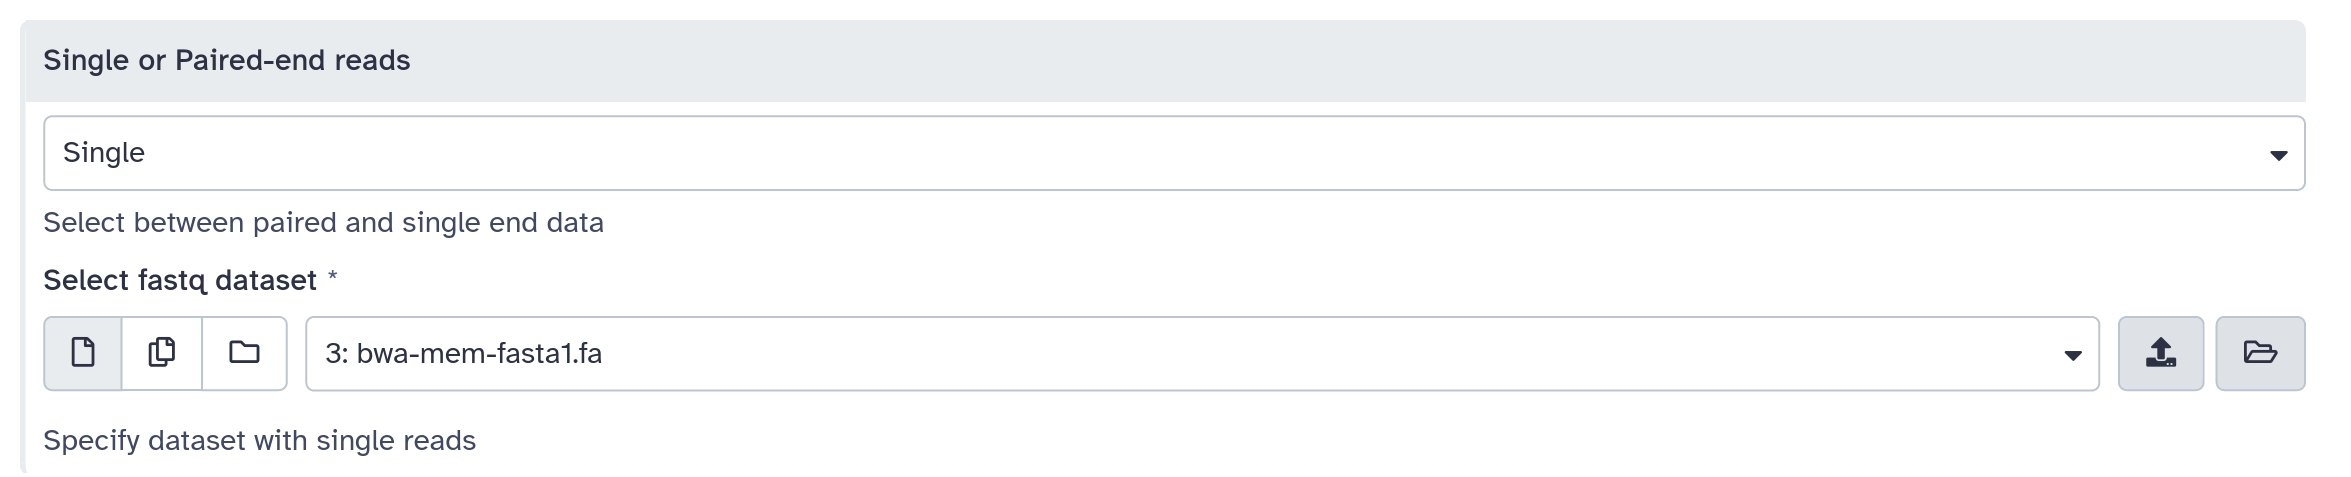 Single or Paired-end reads
Single
Select between paired and single end data
Select fastq dataset *
3: bwa-mem-fasta1.fa
Specify dataset with single reads